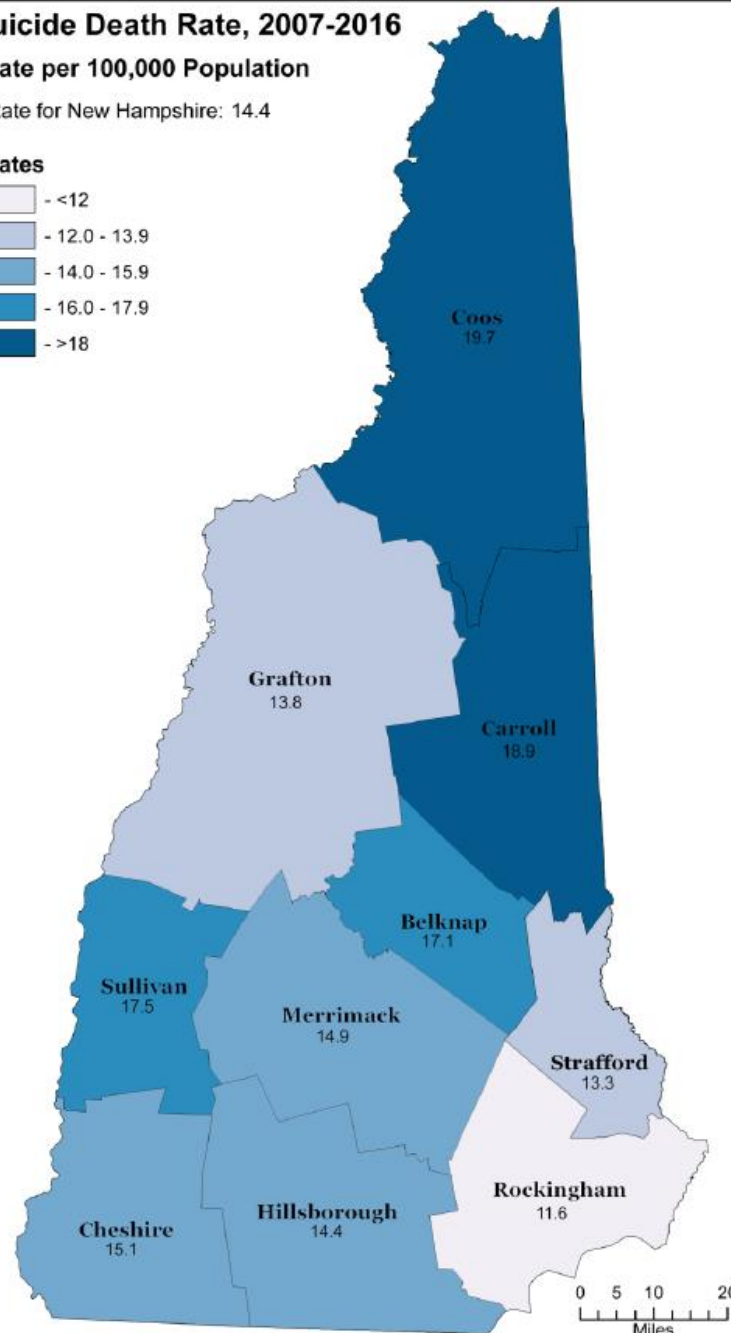 uicide Death Rate, 2007-2016
ate per 100,000 Population
ate for New Hampshire: 14.4
ates
- <12
- 12.0 - 13.9
- 14.0 - 15.9
- 16.0 - 17.9
- >18
Coos
19.7
Grafton
13.8
Carroll
18.9
Belknap
17.1
Sullivan
17.5
Merrimack
14.9
Strafford
13.3
Rockingham
11.6
Hillsborough
14.4
Cheshire
15.1
0 5 10 20
Miles